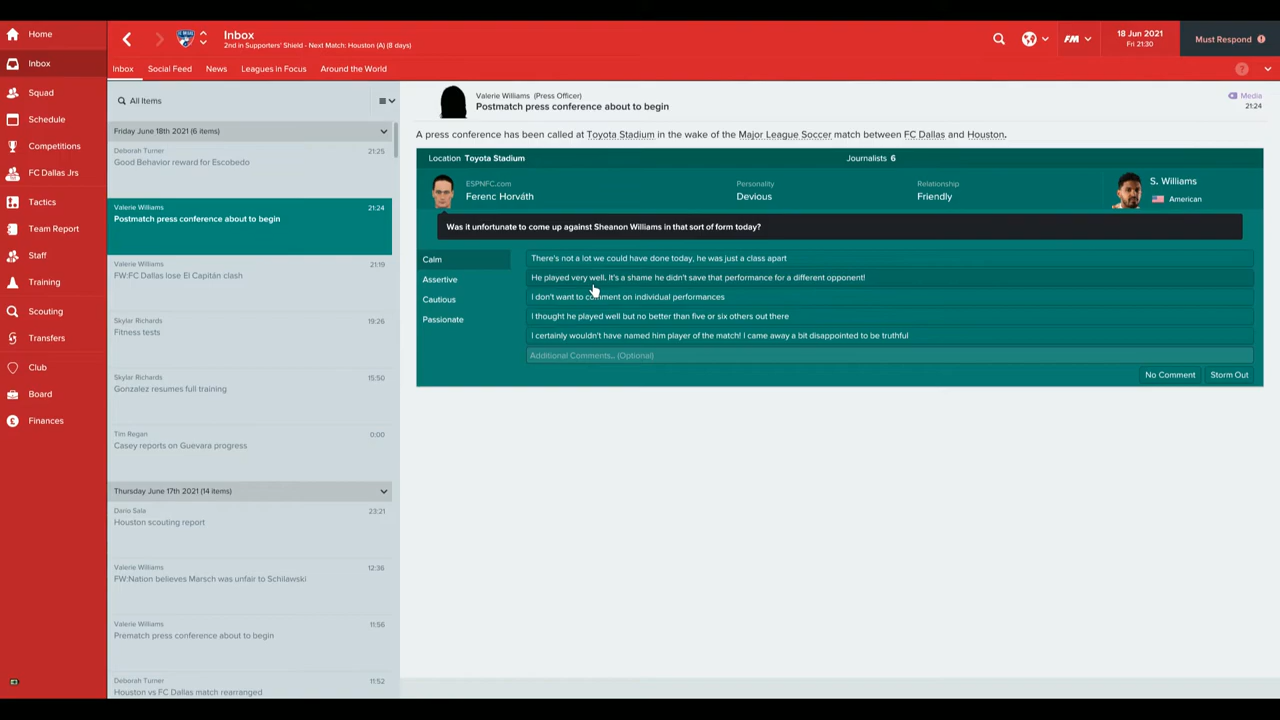 Home
Inbox
Squad
Schedule
Competitions
FC Dallas Jrs
Tactics
Team Report
Staff
Training
Scouting
Transfers
Club
Board
Finances
Inbox
2nd in Supporters' Shield - Next Match: Houston (A) (8 days)
FM
18 Jun 2021
Fri 21:30
Must Respond
Inbox Social Feed News Leagues in Focus Around the World
All Items
Friday June 18th 2021 (6 items)
Deborah Turner 21:25
Good Behavior reward for Escobedo
Valerie Williams 21:24
Postmatch press conference about to begin
Valerie Williams 21:19
FW:FC Dallas lose El Capitán clash
Skylar Richards 19:26
Fitness tests
Skylar Richards 15:50
Gonzalez resumes full training
Tim Regan 0:00
Casey reports on Guevara progress
Thursday June 17th 2021 (14 items)
Dario Sala 23:21
Houston scouting report
Valerie Williams 12:36
FW:Nation believes Marsch was unfair to Schilawski
Valerie Williams 11:56
Prematch press conference about to begin
Deborah Turner 11:52
Houston vs FC Dallas match rearranged
Valerie Williams (Press Officer) Media
Postmatch press conference about to begin 21:24
A press conference has been called at Toyota Stadium in the wake of the Major League Soccer match between FC Dallas and Houston.
Location Toyota Stadium Journalists 6
ESPNFC.com Personality Relationship S. Williams
Ferenc Horváth Devious Friendly American
Was it unfortunate to come up against Sheanon Williams in that sort of form today?
Calm
Assertive
Cautious
Passionate
There's not a lot we could have done today, he was just a class apart
He played very well. It's a shame he didn't save that performance for a different opponent!
I don't want to comment on individual performances
I thought he played well but no better than five or six others out there
I certainly wouldn't have named him player of the match! I came away a bit disappointed to be truthful
Additional Comments... (Optional)
No Comment Storm Out